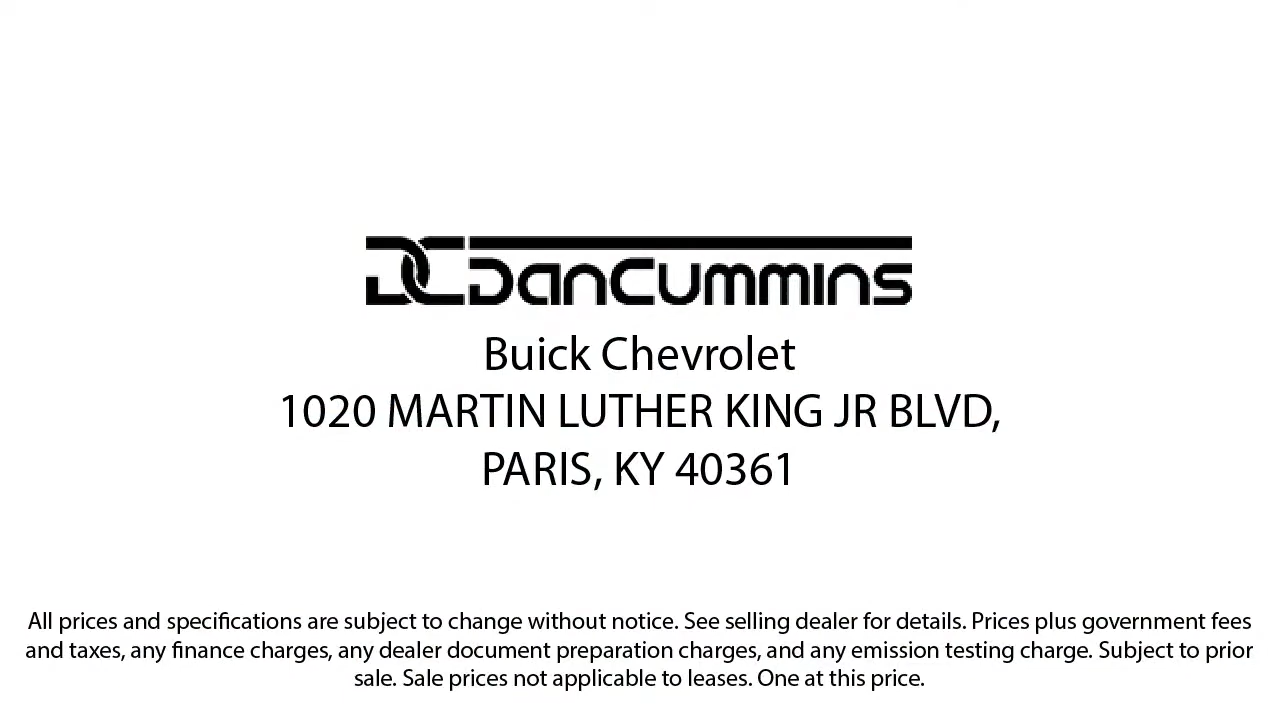 DC DanCummins
Buick Chevrolet
1020 MARTIN LUTHER KING JR BLVD,
PARIS, KY 40361
All prices and specifications are subject to change without notice. See selling dealer for details. Prices plus government fees
and taxes, any finance charges, any dealer document preparation charges, and any emission testing charge. Subject to prior
sale. Sale prices not applicable to leases. One at this price.